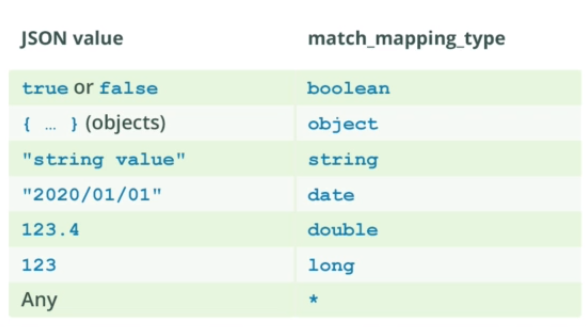 JSON value match_mapping_type
true or false boolean
{ … } (objects) object
"string value" string
"2020/01/01" date
123.4 double
123 long
Any *